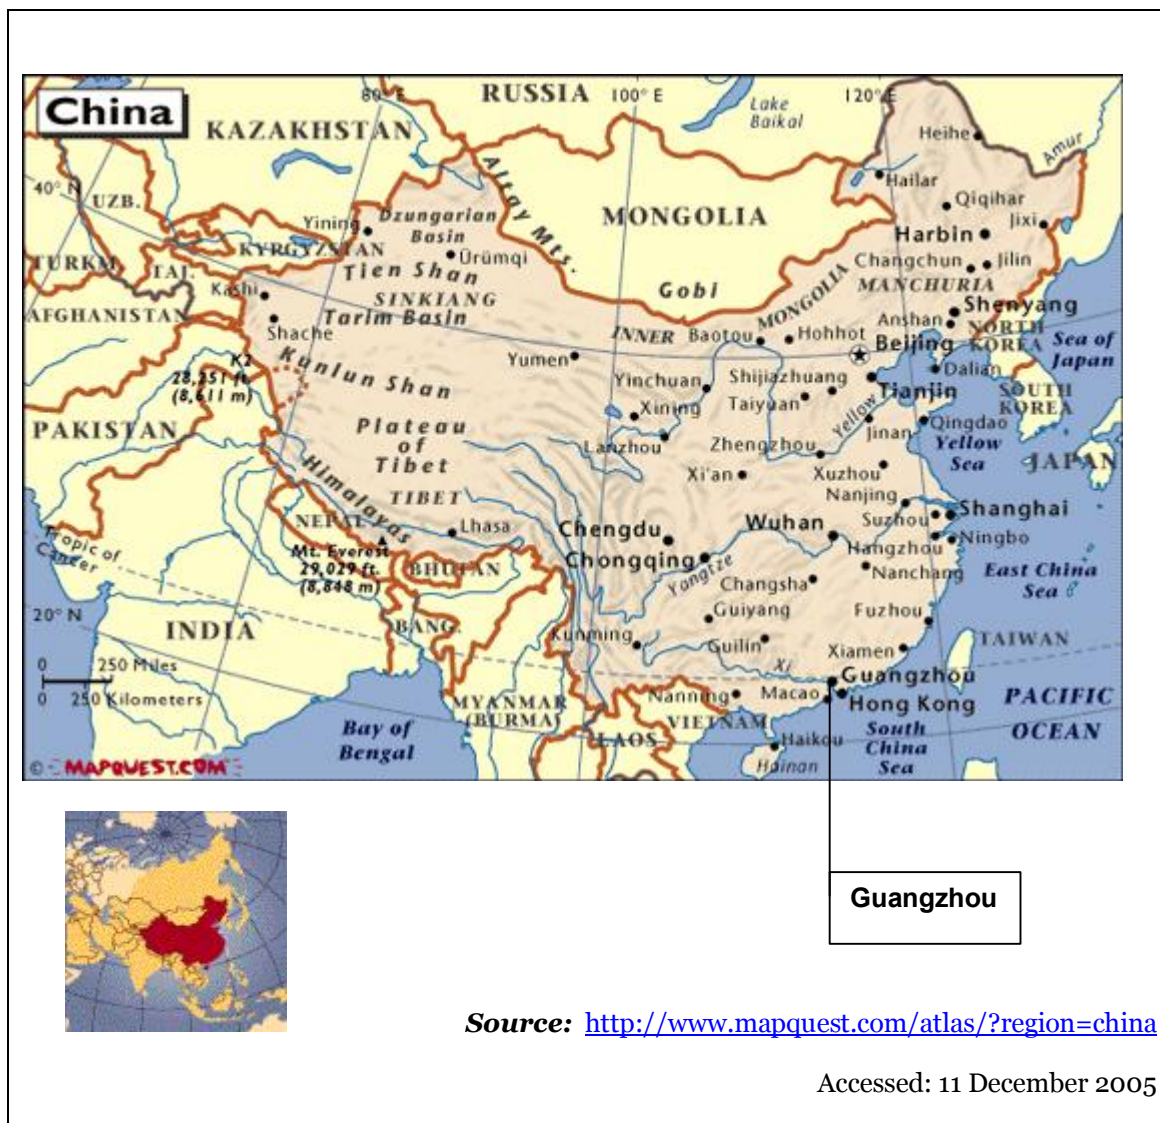 China
80° E
RUSSIA
100° E
120° E
Lake
Baikal
KAZAKHSTAN
Heihe
Amur
40° N
UZB.
Altay Mts.
Hailar
Qiqihar
Jixi
Yining
Dzungarian
Basin
MONGOLIA
Harbin
KYRGYZSTAN
Ürümqi
TURKM.
TAJ.
Tien Shan
Changchun
Jilin
MANCHURIA
Kashi
SINKIANG
Gobi
Shenyang
AFGHANISTAN
Tarim Basin
INNER
MONGOLIA
Anshan
NORTH
KOREA
Shache
Baotou
Hohhot
Beijing
Sea of
Japan
K2
28,251 ft.
(8,611 m)
Kunlun Shan
Yumen
Yinchuan
Shijiazhuang
Dalian
Tianjin
SOUTH
KOREA
Xining
Taiyuan
Yellow
PAKISTAN
Plateau
of
Tibet
Lanzhou
Zhengzhou
Jinan
Qingdao
Yellow
Sea
JAPAN
Himalayas
Xi'an
Xuzhou
TIBET
Nanjing
NEPAL
Lhasa
Chengdu
Wuhan
Suzhou
Shanghai
Tropic of
Cancer
Mt. Everest
29,029 ft.
(8,848 m)
BHUTAN
Chongqing
Yangtze
Hangzhou
Ningbo
Changsha
Nanchang
East China
Sea
20° N
INDIA
BANG.
Guiyang
Fuzhou
Kunming
Guilin
Xiamen
TAIWAN
0 250 Miles
0 250 Kilometers
Xi
Guangzhou
MYANMAR
(BURMA)
Nanning
Macao
Hong Kong
PACIFIC
OCEAN
Bay of
Bengal
VIETNAM
LAOS
Haikou
South
China
Sea
Hainan
© MAPQUEST.COM
Guangzhou
Source: http://www.mapquest.com/atlas/?region=china
Accessed: 11 December 2005